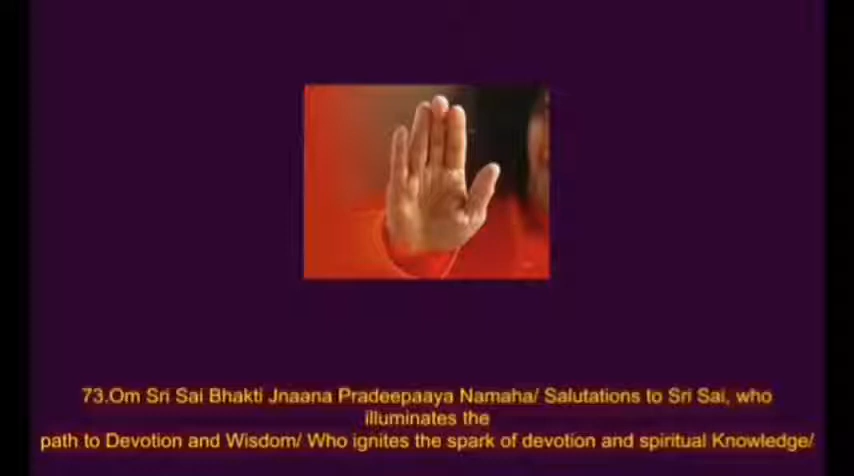 73.Om Sri Sai Bhakti Jnaana Pradeepaaya Namaha/ Salutations to Sri Sai, who
illuminates the
path to Devotion and Wisdom/ Who ignites the spark of devotion and spiritual Knowledge/